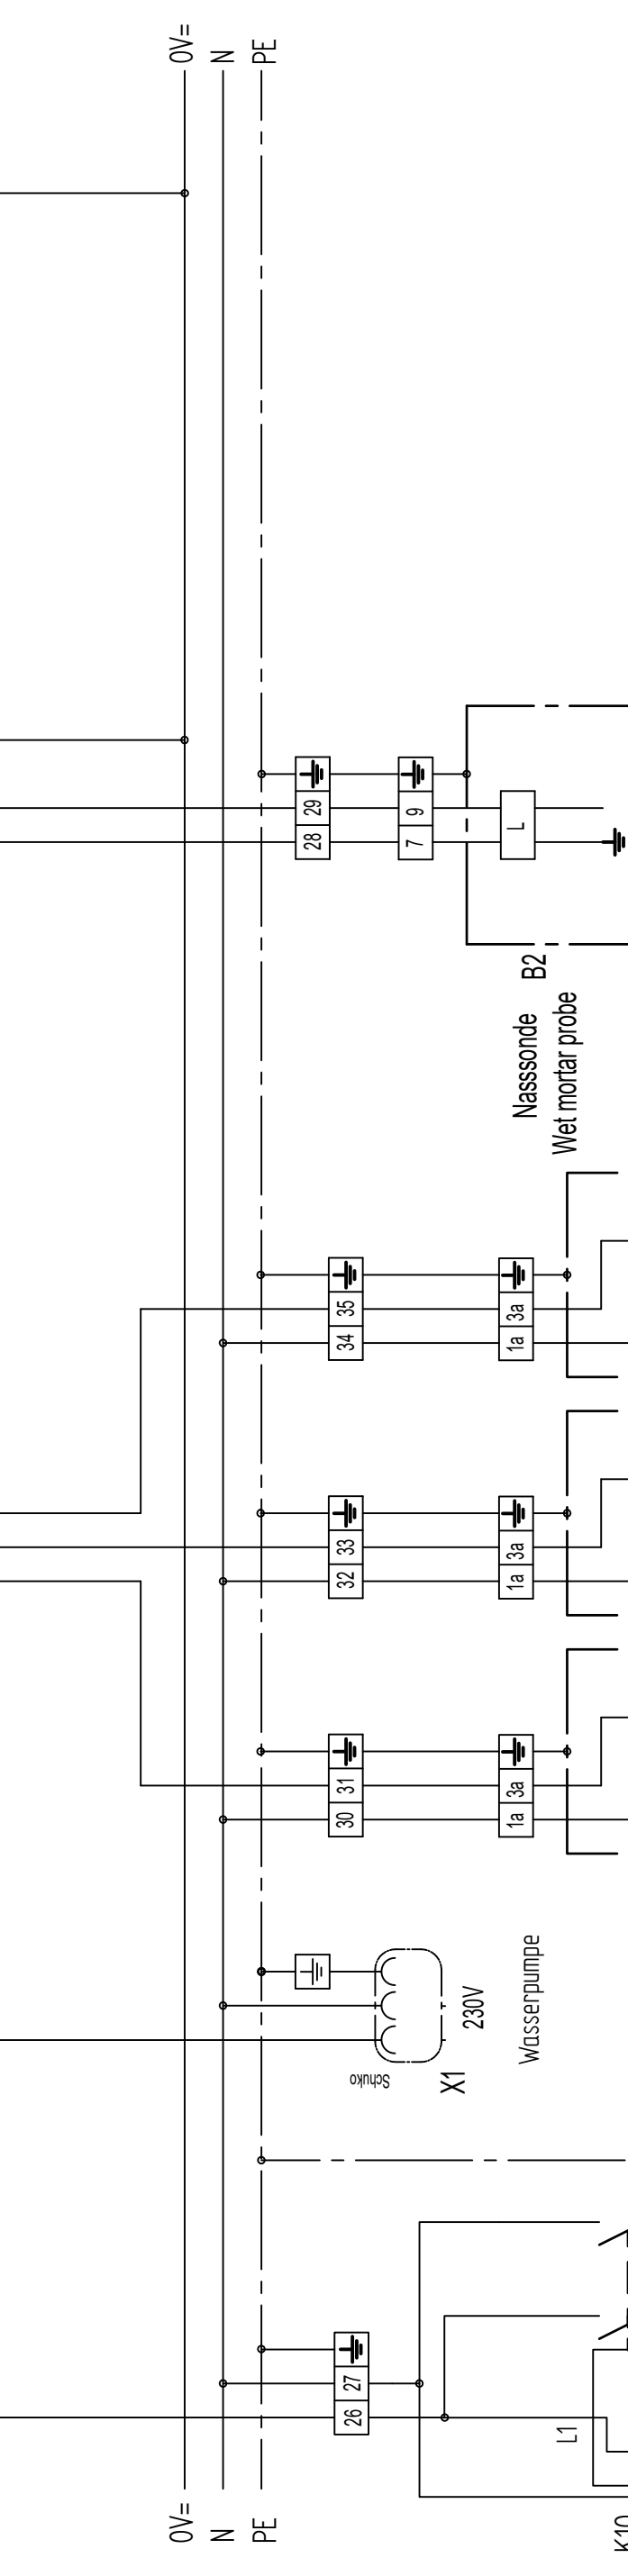 0V=
N
PE
29
28
9
7
L
B2
Nasssonde
Wet mortar probe
35
34
3a
1a
33
32
3a
1a
31
30
3a
1a
Schuko
X1
230V
Wasserpumpe
27
26
L1
K10
0V=
N
PE